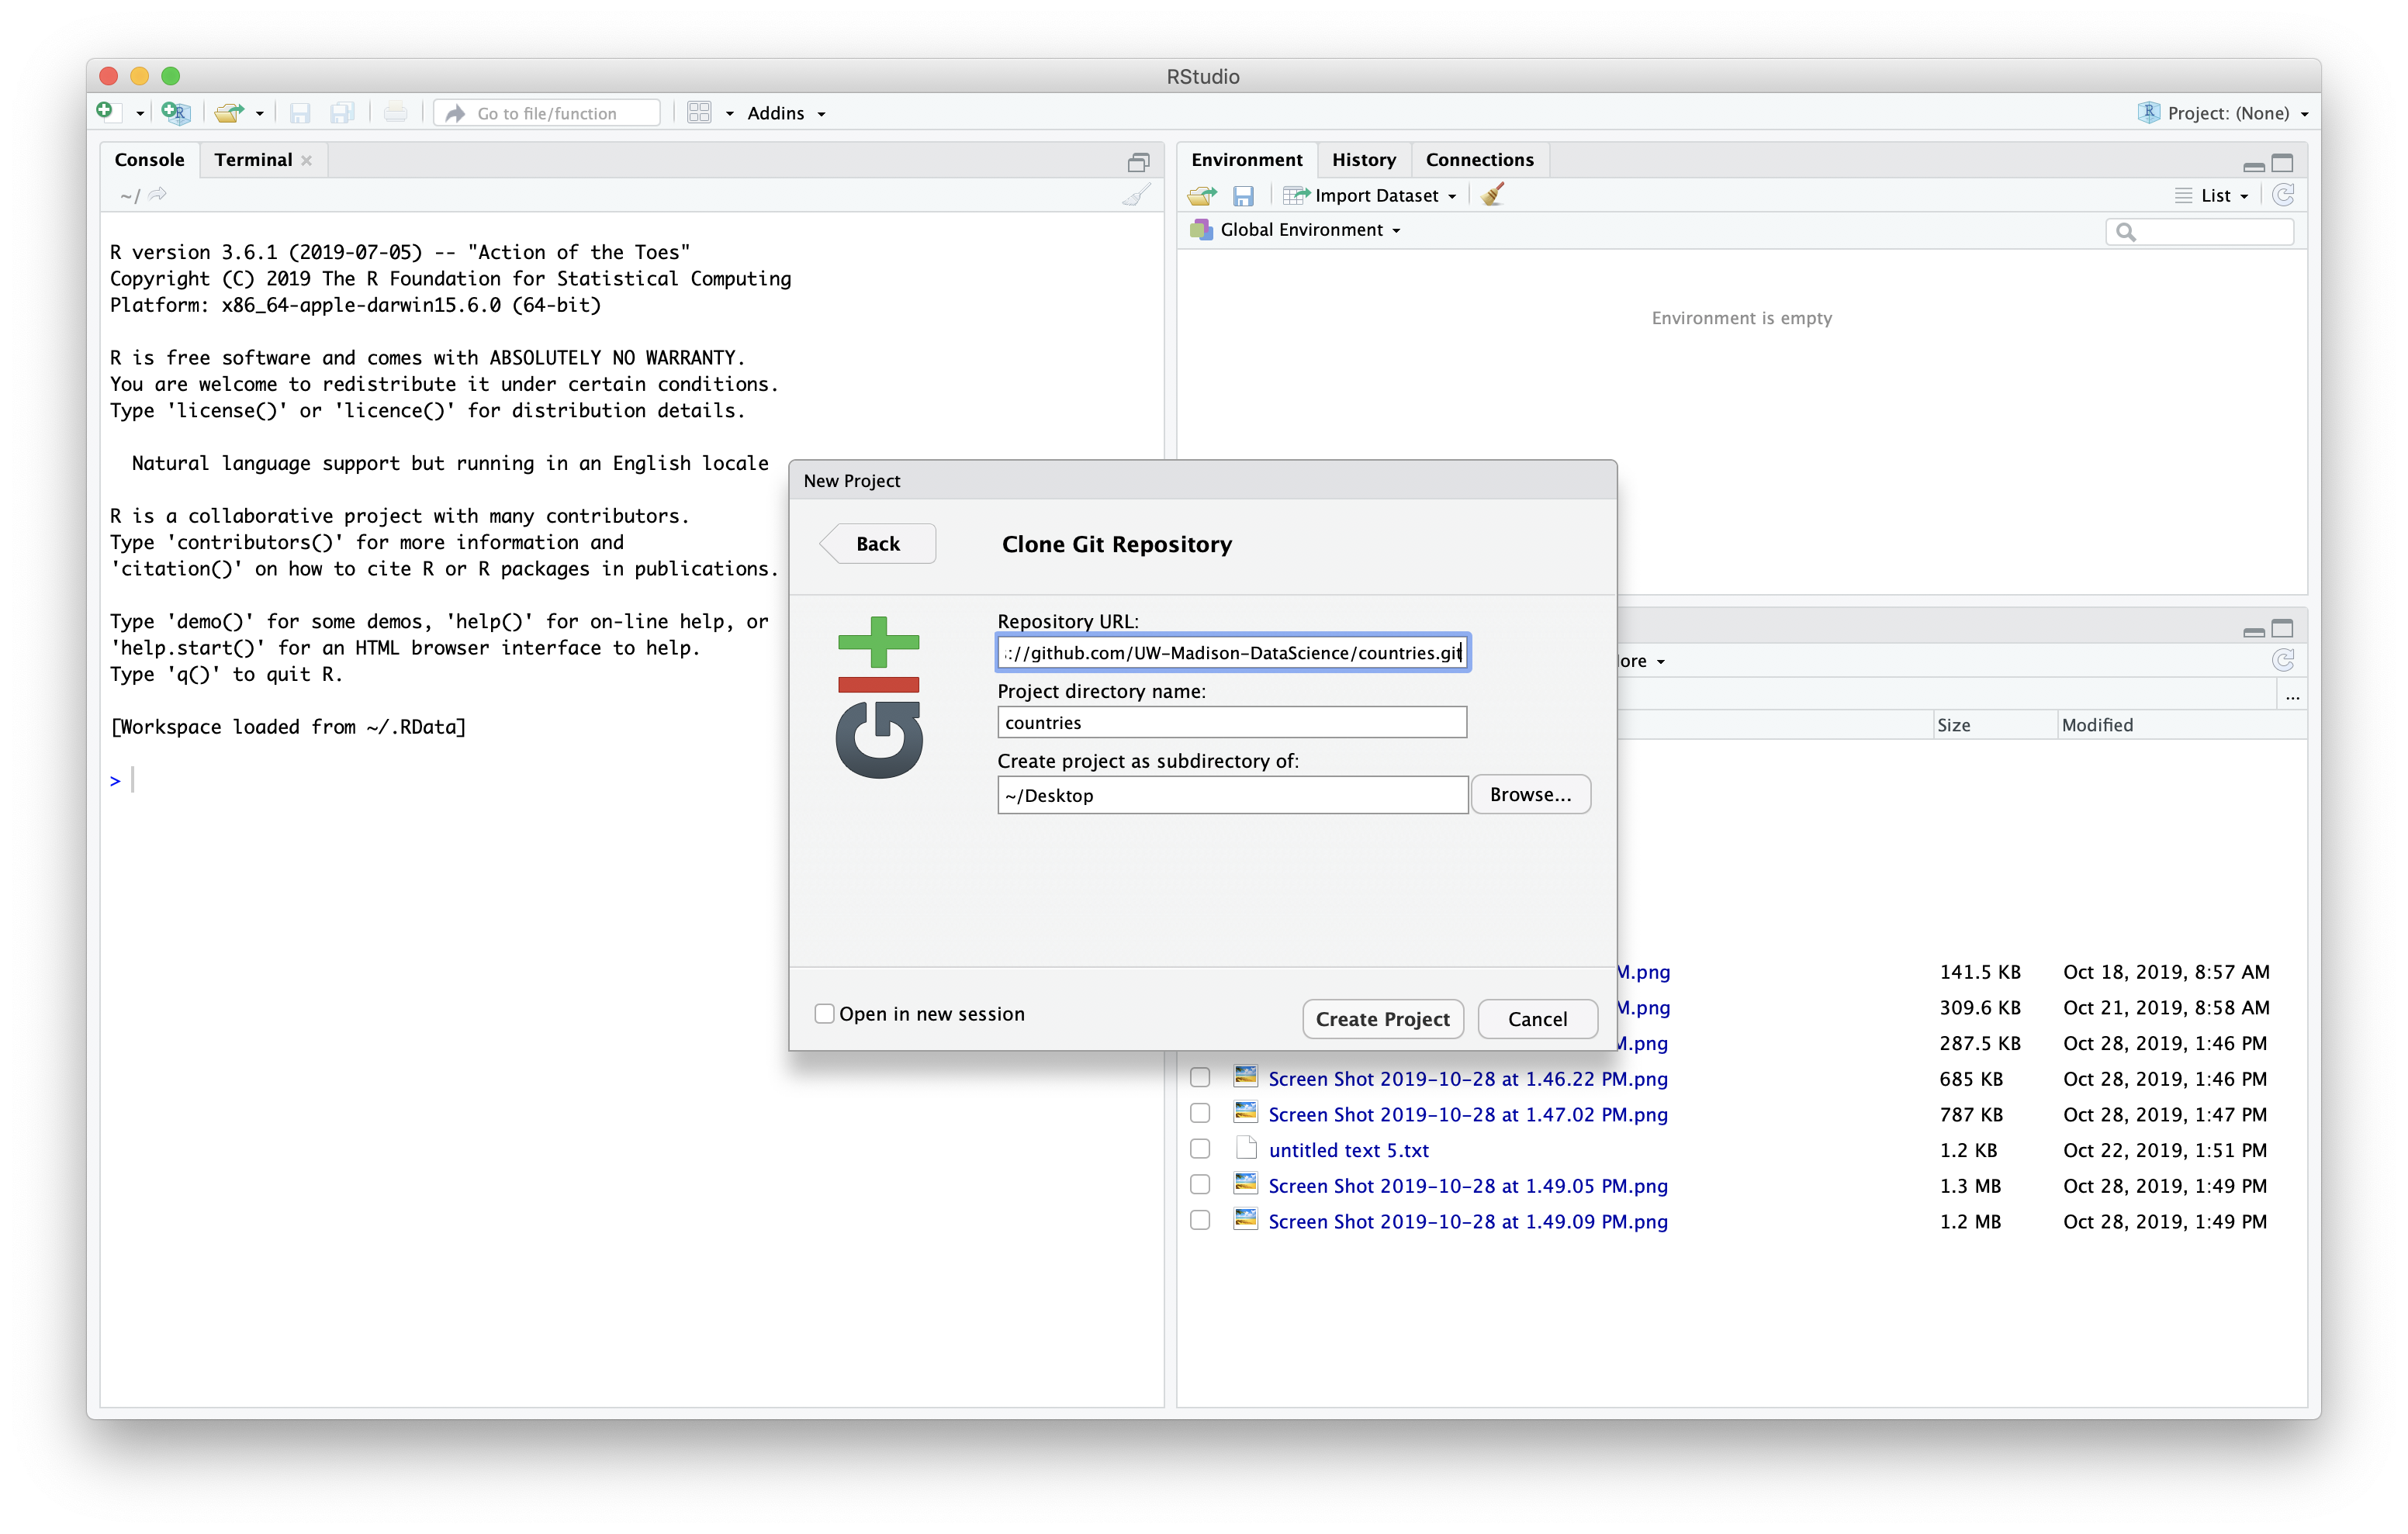 RStudio
Go to file/function
Addins
Project: (None)
Console
Terminal
~/
R version 3.6.1 (2019-07-05) -- "Action of the Toes"
Copyright (C) 2019 The R Foundation for Statistical Computing
Platform: x86_64-apple-darwin15.6.0 (64-bit)
R is free software and comes with ABSOLUTELY NO WARRANTY.
You are welcome to redistribute it under certain conditions.
Type 'license()' or 'licence()' for distribution details.
Natural language support but running in an English locale
R is a collaborative project with many contributors.
Type 'contributors()' for more information and
'citation()' on how to cite R or R packages in publications.
Type 'demo()' for some demos, 'help()' for on-line help, or
'help.start()' for an HTML browser interface to help.
Type 'q()' to quit R.
[Workspace loaded from ~/.RData]
>
Environment History Connections
Import Dataset
List
Global Environment
Environment is empty
New Project
Back
Clone Git Repository
Git
Repository URL:
://github.com/UW-Madison-DataScience/countries.git
Project directory name:
countries
Create project as subdirectory of:
~/Desktop
Browse...
Open in new session
Create Project
Cancel
ore
...
Size Modified
M.png 141.5 KB Oct 18, 2019, 8:57 AM
M.png 309.6 KB Oct 21, 2019, 8:58 AM
M.png 287.5 KB Oct 28, 2019, 1:46 PM
Screen Shot 2019-10-28 at 1.46.22 PM.png 685 KB Oct 28, 2019, 1:46 PM
Screen Shot 2019-10-28 at 1.47.02 PM.png 787 KB Oct 28, 2019, 1:47 PM
untitled text 5.txt 1.2 KB Oct 22, 2019, 1:51 PM
Screen Shot 2019-10-28 at 1.49.05 PM.png 1.3 MB Oct 28, 2019, 1:49 PM
Screen Shot 2019-10-28 at 1.49.09 PM.png 1.2 MB Oct 28, 2019, 1:49 PM